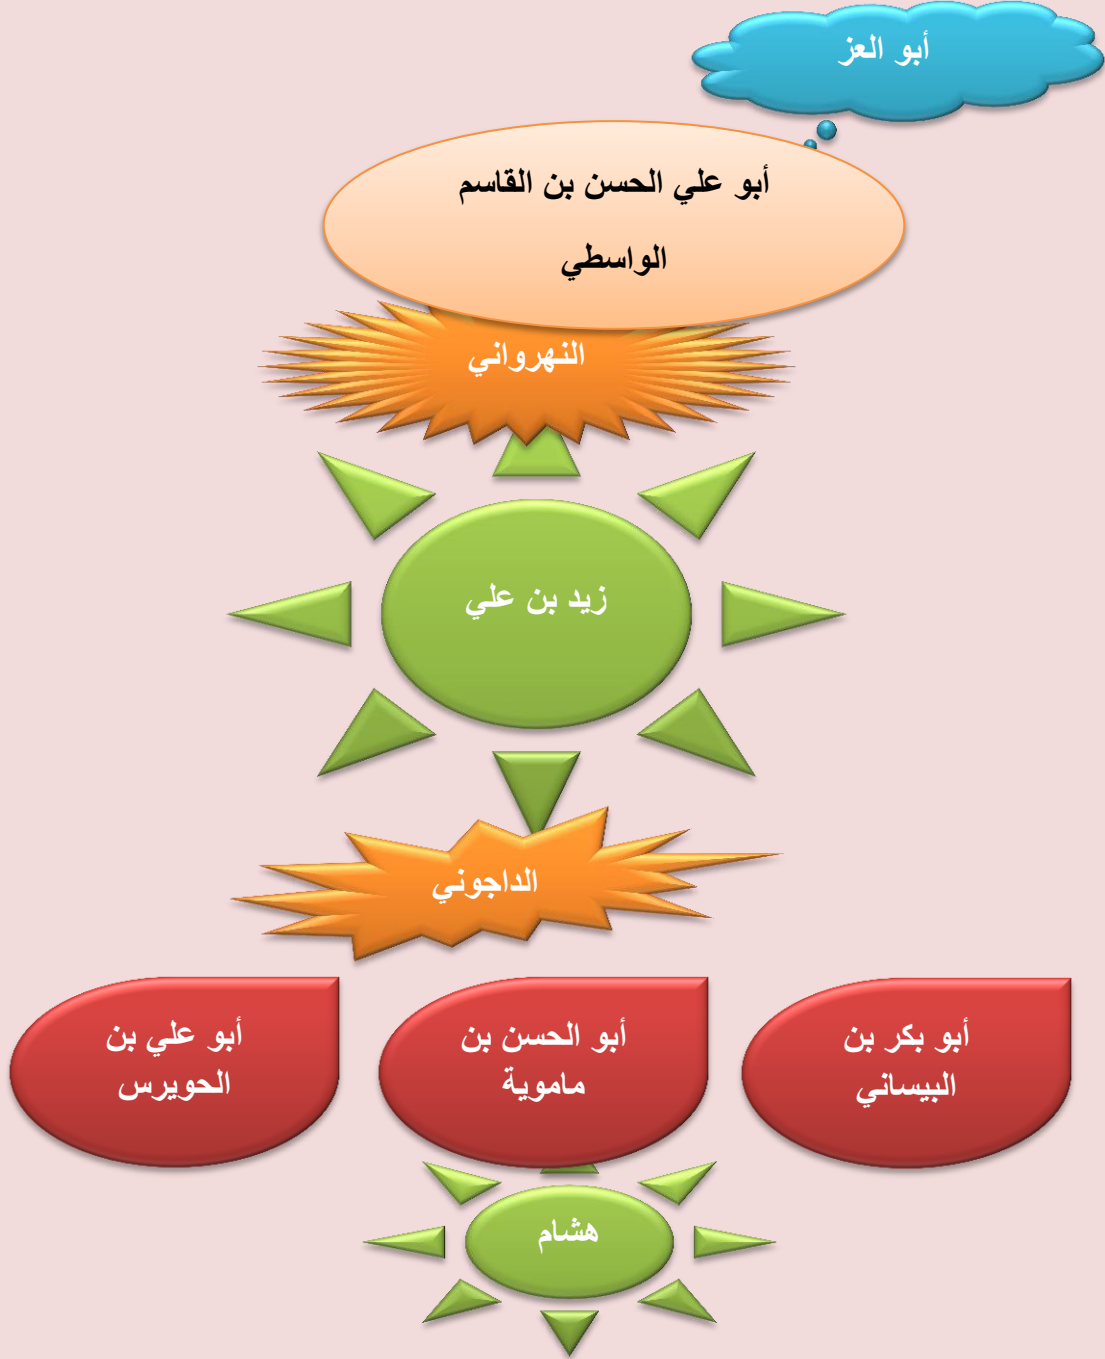 أبو العز
أبو علي الحسن بن القاسم
الواسطي
النهرواني
زيد بن علي
الداجوني
أبو بكر بن
البيساني
أبو الحسن بن
ماموية
أبو علي بن
الحويرس
هشام